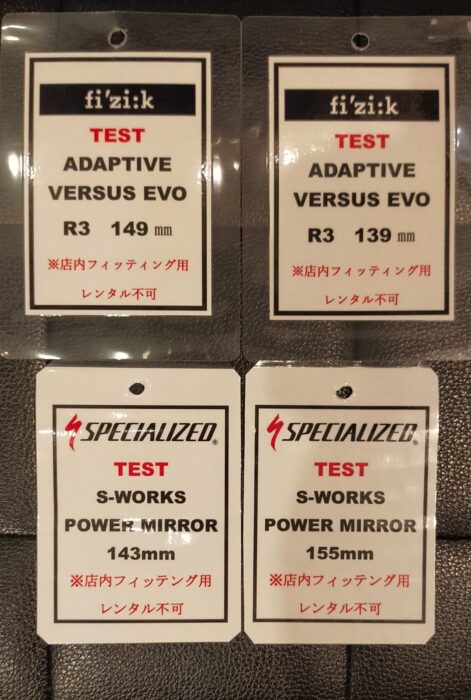 fi'zi:k
TEST
ADAPTIVE
VERSUS EVO
R3 149 ㎜
※店内フィッティング用
レンタル不可
fi'zi:k
TEST
ADAPTIVE
VERSUS EVO
R3 139 ㎜
※店内フィッティング用
レンタル不可
SPECIALIZED®
TEST
S-WORKS
POWER MIRROR
143mm
※店内フィッテング用
レンタル不可
SPECIALIZED®
TEST
S-WORKS
POWER MIRROR
155mm
※店内フィッテング用
レンタル不可